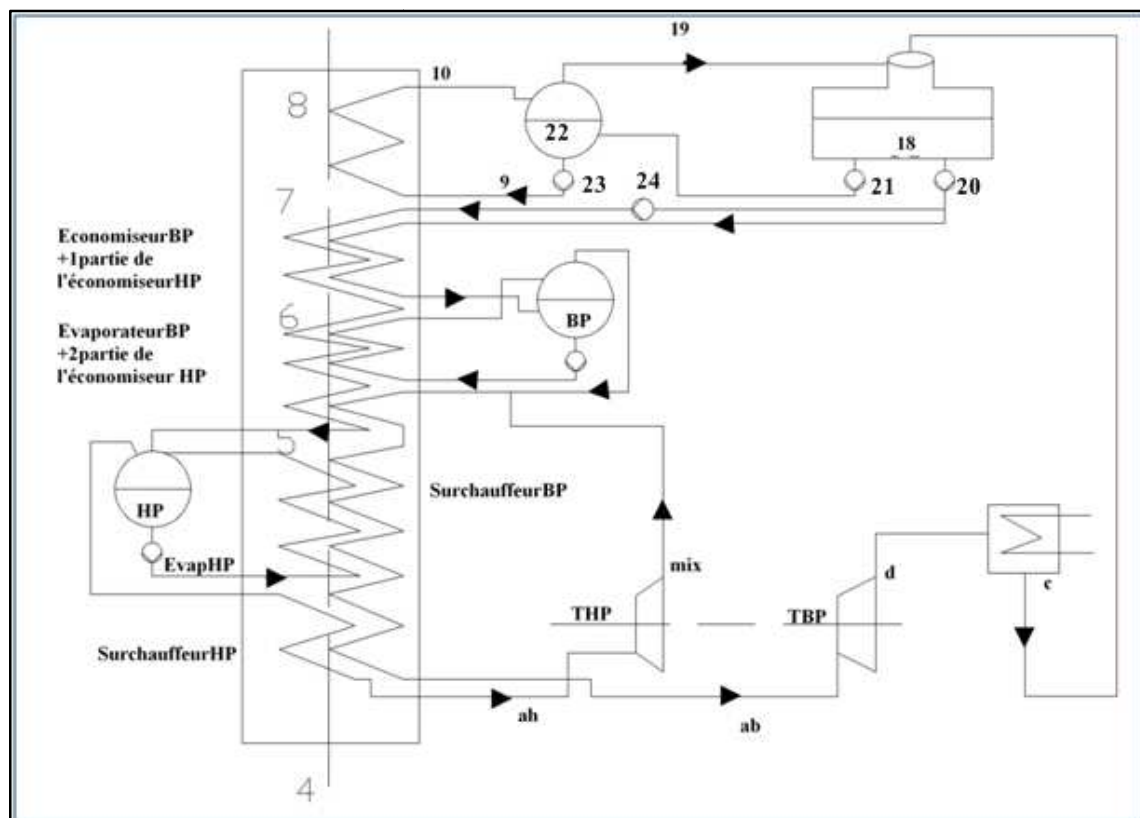 19
10
8
22
18
9
23
24
21
20
7
EconomiseurBP
+1partie de
l'économiseurHP
6
BP
EvaporateurBP
+2partie de
l'économiseur HP
5
HP
SurchauffeurBP
EvapHP
mix
d
c
THP
TBP
SurchauffeurHP
ah
ab
4